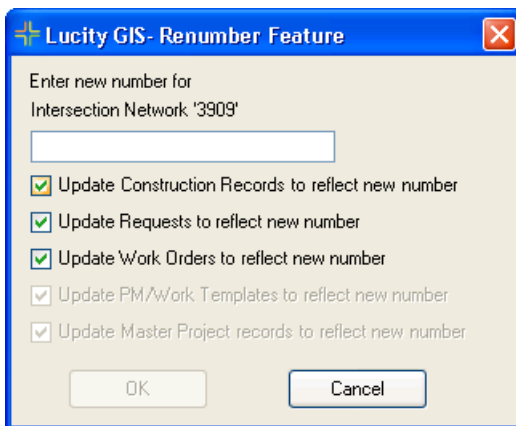 Lucity GIS- Renumber Feature
Enter new number for
Intersection Network '3909'
Update Construction Records to reflect new number
Update Requests to reflect new number
Update Work Orders to reflect new number
Update PM/Work Templates to reflect new number
Update Master Project records to reflect new number
OK Cancel